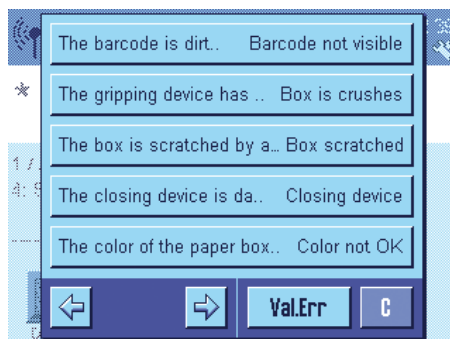 The barcode is dirt.. Barcode not visible
The gripping device has .. Box is crushes
The box is scratched by a... Box scratched
The closing device is da.. Closing device
The color of the paper box.. Color not OK
Val.Err C